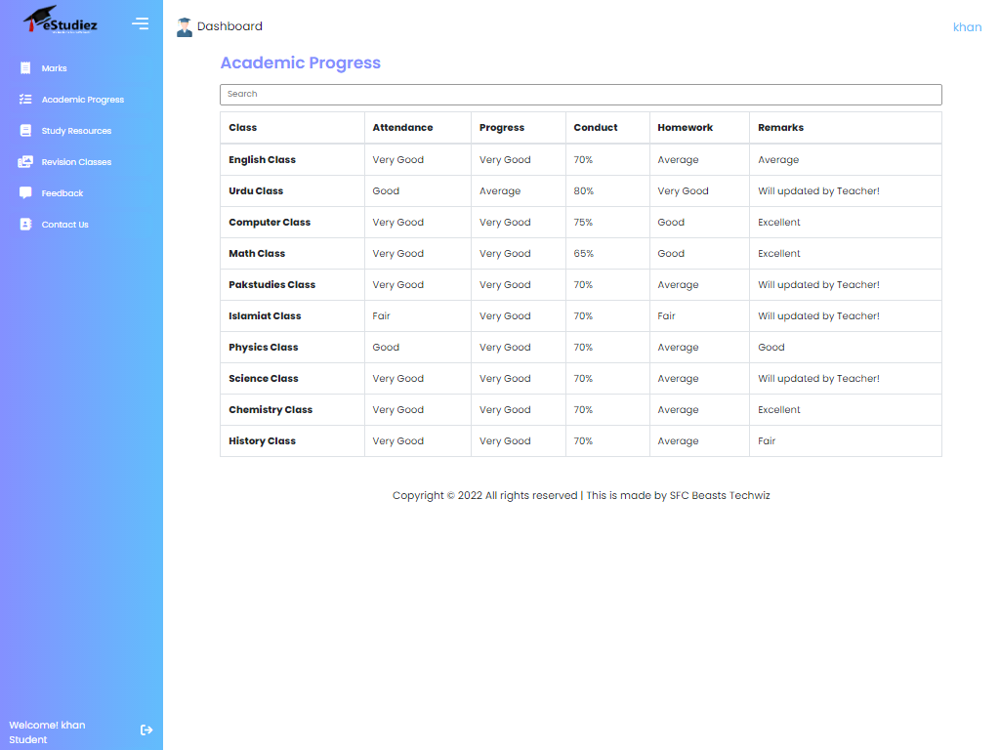 eStudiez
Marks
Academic Progress
Study Resources
Revision Classes
Feedback
Contact Us
Welcome! khan
Student
Dashboard
khan
Academic Progress
Search
Class Attendance Progress Conduct Homework Remarks
English Class Very Good Very Good 70% Average Average
Urdu Class Good Average 80% Very Good Will updated by Teacher!
Computer Class Very Good Very Good 75% Good Excellent
Math Class Very Good Very Good 65% Good Excellent
Pakstudies Class Very Good Very Good 70% Average Will updated by Teacher!
Islamiat Class Fair Very Good 70% Fair Will updated by Teacher!
Physics Class Good Very Good 70% Average Good
Science Class Very Good Very Good 70% Average Will updated by Teacher!
Chemistry Class Very Good Very Good 70% Average Excellent
History Class Very Good Very Good 70% Average Fair
Copyright © 2022 All rights reserved | This is made by SFC Beasts Techwiz